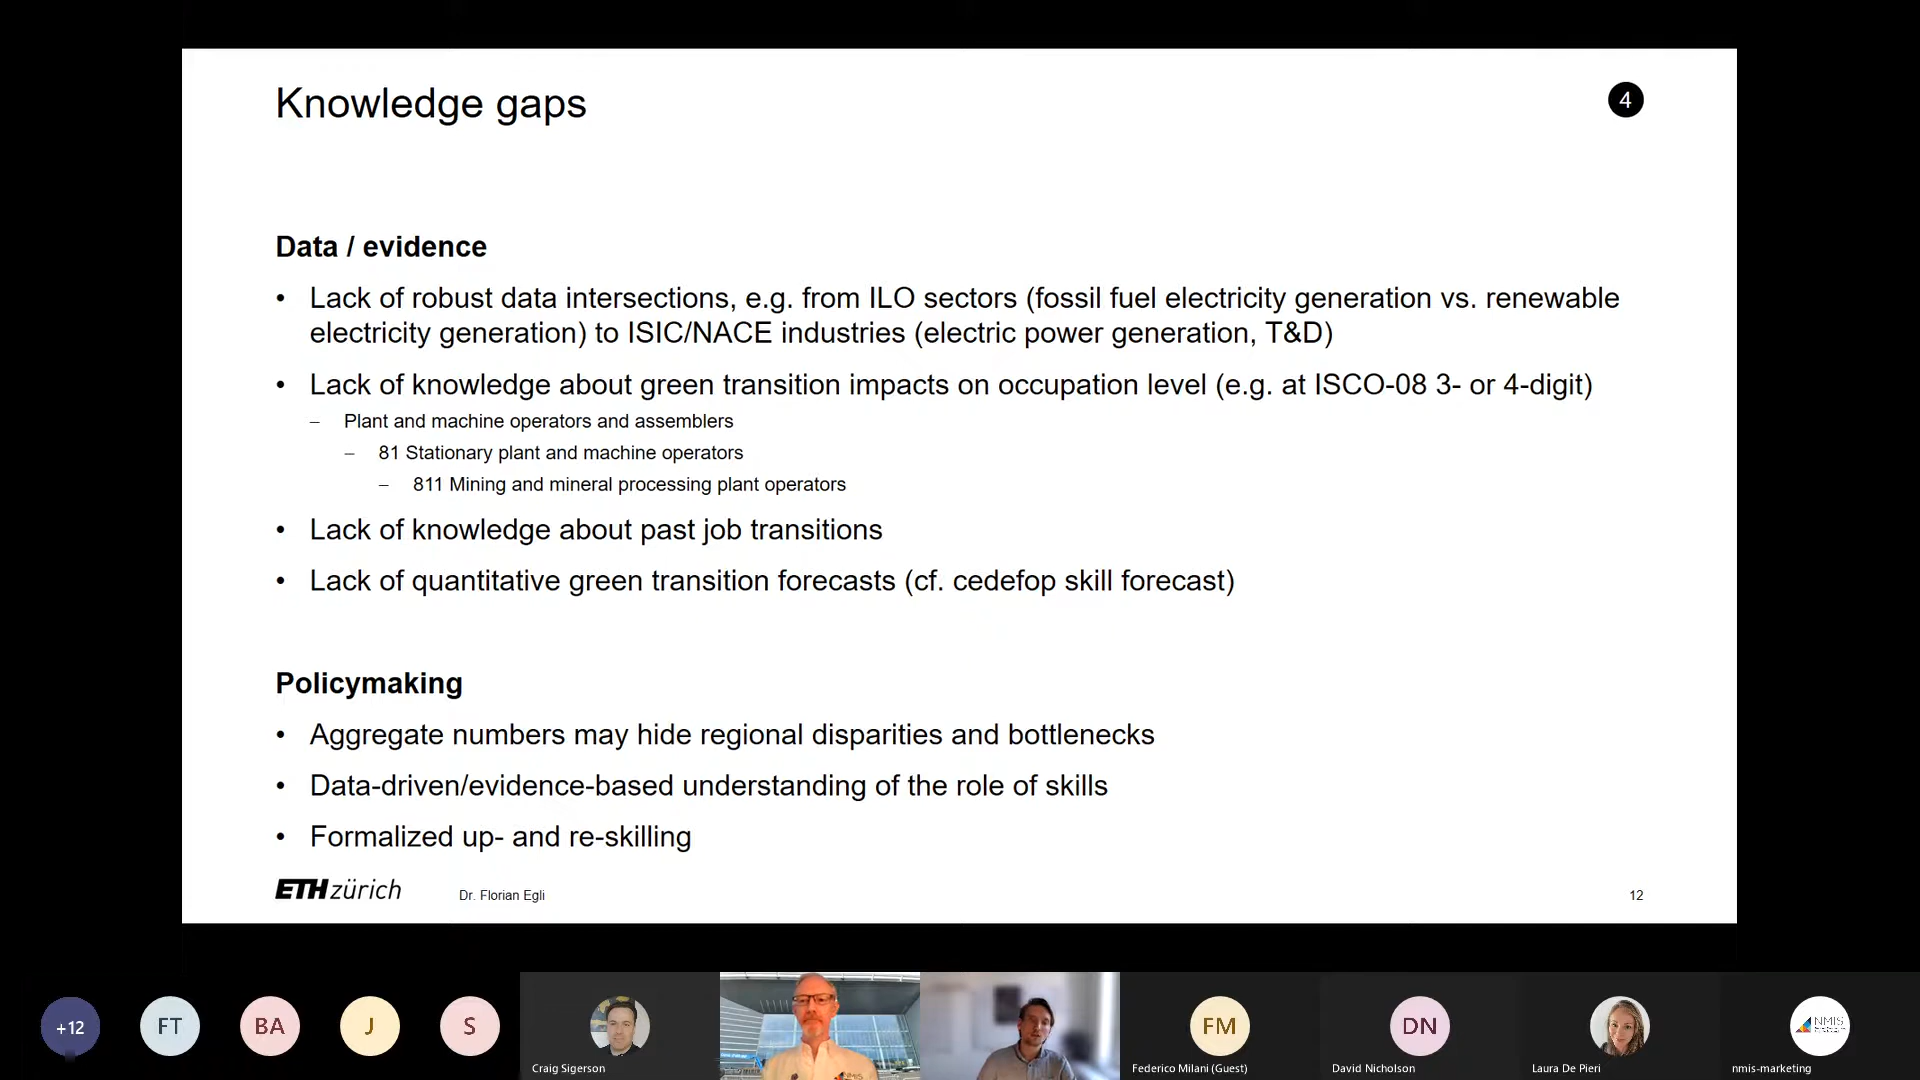 Knowledge gaps
4
Data / evidence
• Lack of robust data intersections, e.g. from ILO sectors (fossil fuel electricity generation vs. renewable
electricity generation) to ISIC/NACE industries (electric power generation, T&D)
• Lack of knowledge about green transition impacts on occupation level (e.g. at ISCO-08 3- or 4-digit)
– Plant and machine operators and assemblers
– 81 Stationary plant and machine operators
– 811 Mining and mineral processing plant operators
• Lack of knowledge about past job transitions
• Lack of quantitative green transition forecasts (cf. cedefop skill forecast)
Policymaking
• Aggregate numbers may hide regional disparities and bottlenecks
• Data-driven/evidence-based understanding of the role of skills
• Formalized up- and re-skilling
ETH zürich
Dr. Florian Egli
12
+12
FT
BA
J
S
Craig Sigerson
NMIS
FM
Federico Milani (Guest)
DN
David Nicholson
Laura De Pieri
NMIS
nmis-marketing